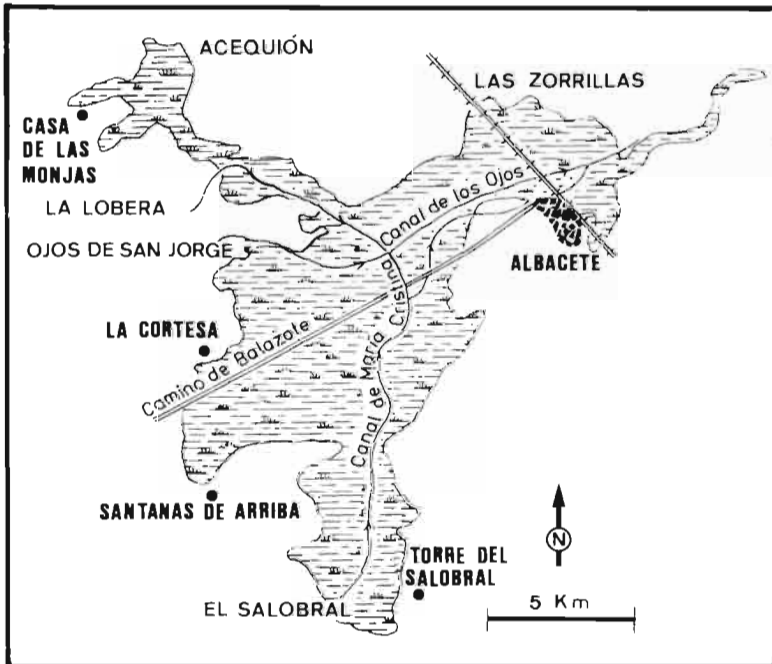 ACEQUIÓN
LAS ZORRILLAS
CASA
DE LAS
MONJAS
LA LOBERA
Canal de los Ojos
OJOS DE SAN JORGE
ALBACETE
LA CORTESA
Camino de Balazote
Canal de María Cristina
SANTANAS DE ARRIBA
N
TORRE DEL
SALOBRAL
EL SALOBRAL
5 Km